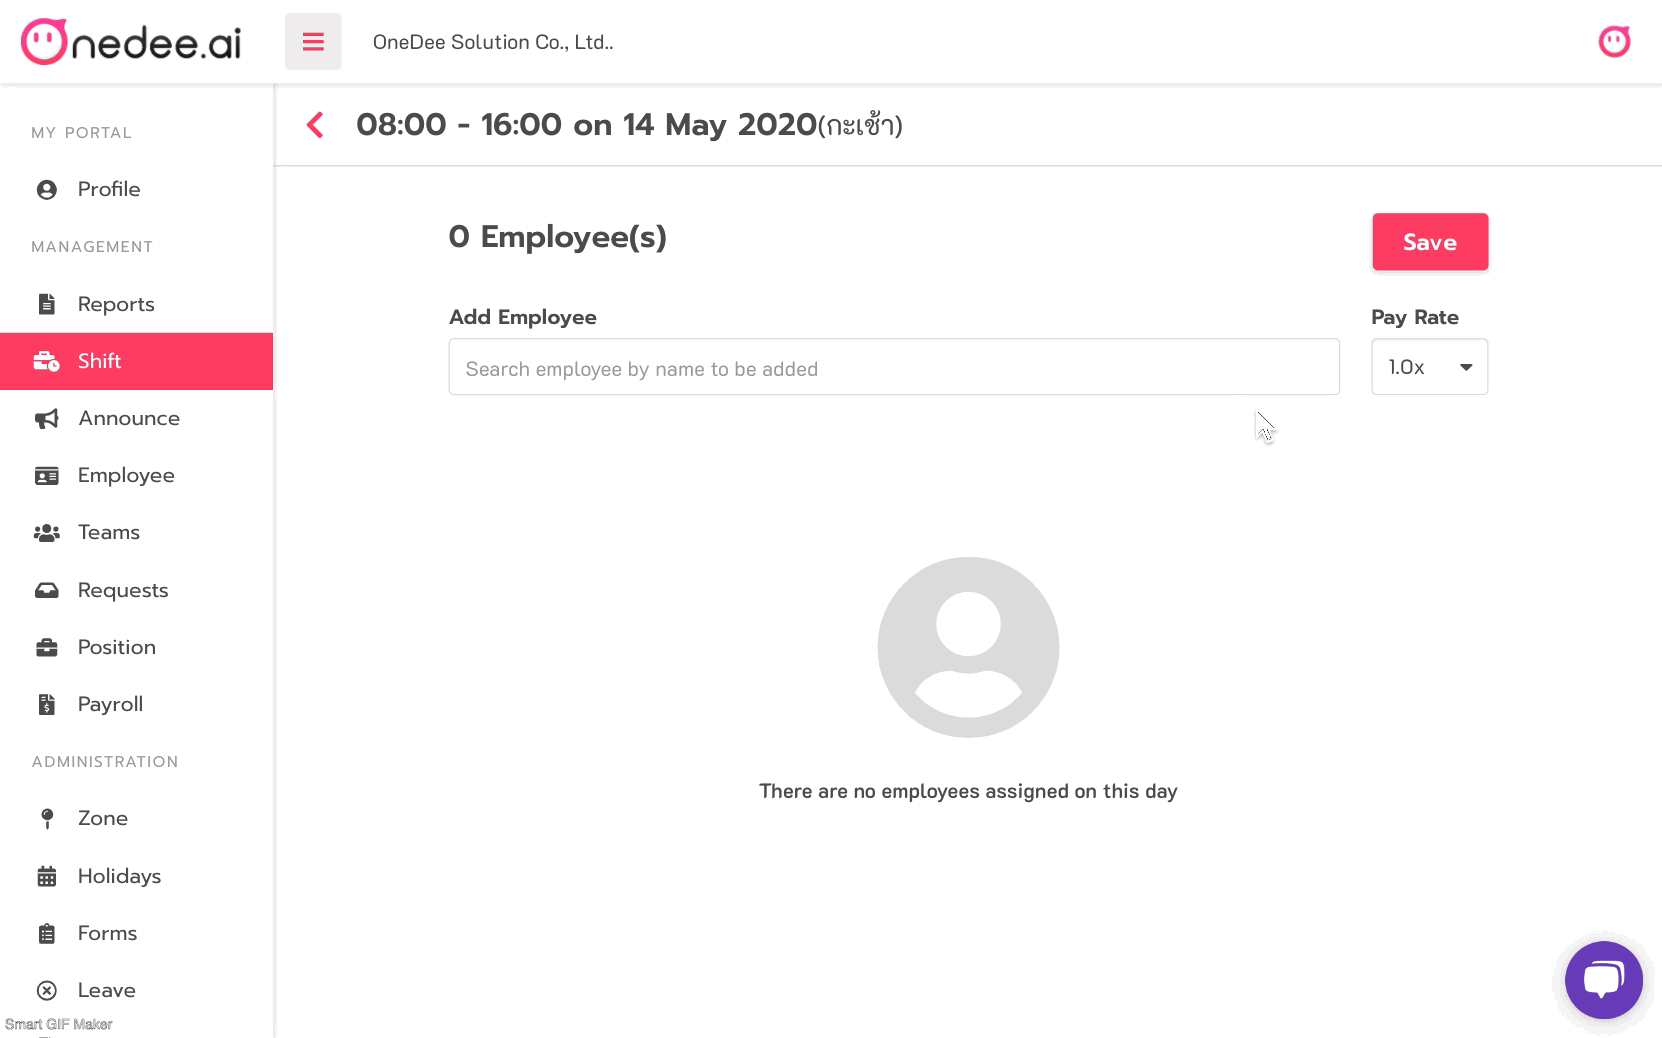 Onedee.ai
OneDee Solution Co., Ltd..
MY PORTAL
Profile
MANAGEMENT
Reports
Shift
Announce
Employee
Teams
Requests
Position
Payroll
ADMINISTRATION
Zone
Holidays
Forms
Leave
Smart GIF Maker
08:00 - 16:00 on 14 May 2020(กะเช้า)
0 Employee(s)
Save
Add Employee
Pay Rate
Search employee by name to be added
1.0x
There are no employees assigned on this day